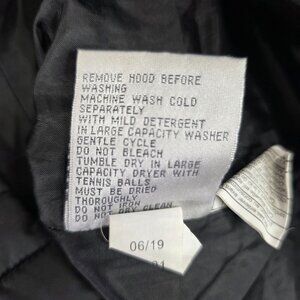 REMOVE HOOD BEFORE
WASHING
MACHINE WASH COLD
SEPARATELY
WITH MILD DETERGENT
IN LARGE CAPACITY WASHER
GENTLE CYCLE
DO NOT BLEACH
TUMBLE DRY IN LARGE
CAPACITY DRYER WITH
TENNIS BALLS
MUST BE DRIED
THOROUGHLY
DO NOT IRON
DO NOT DRY CLEAN
06/19